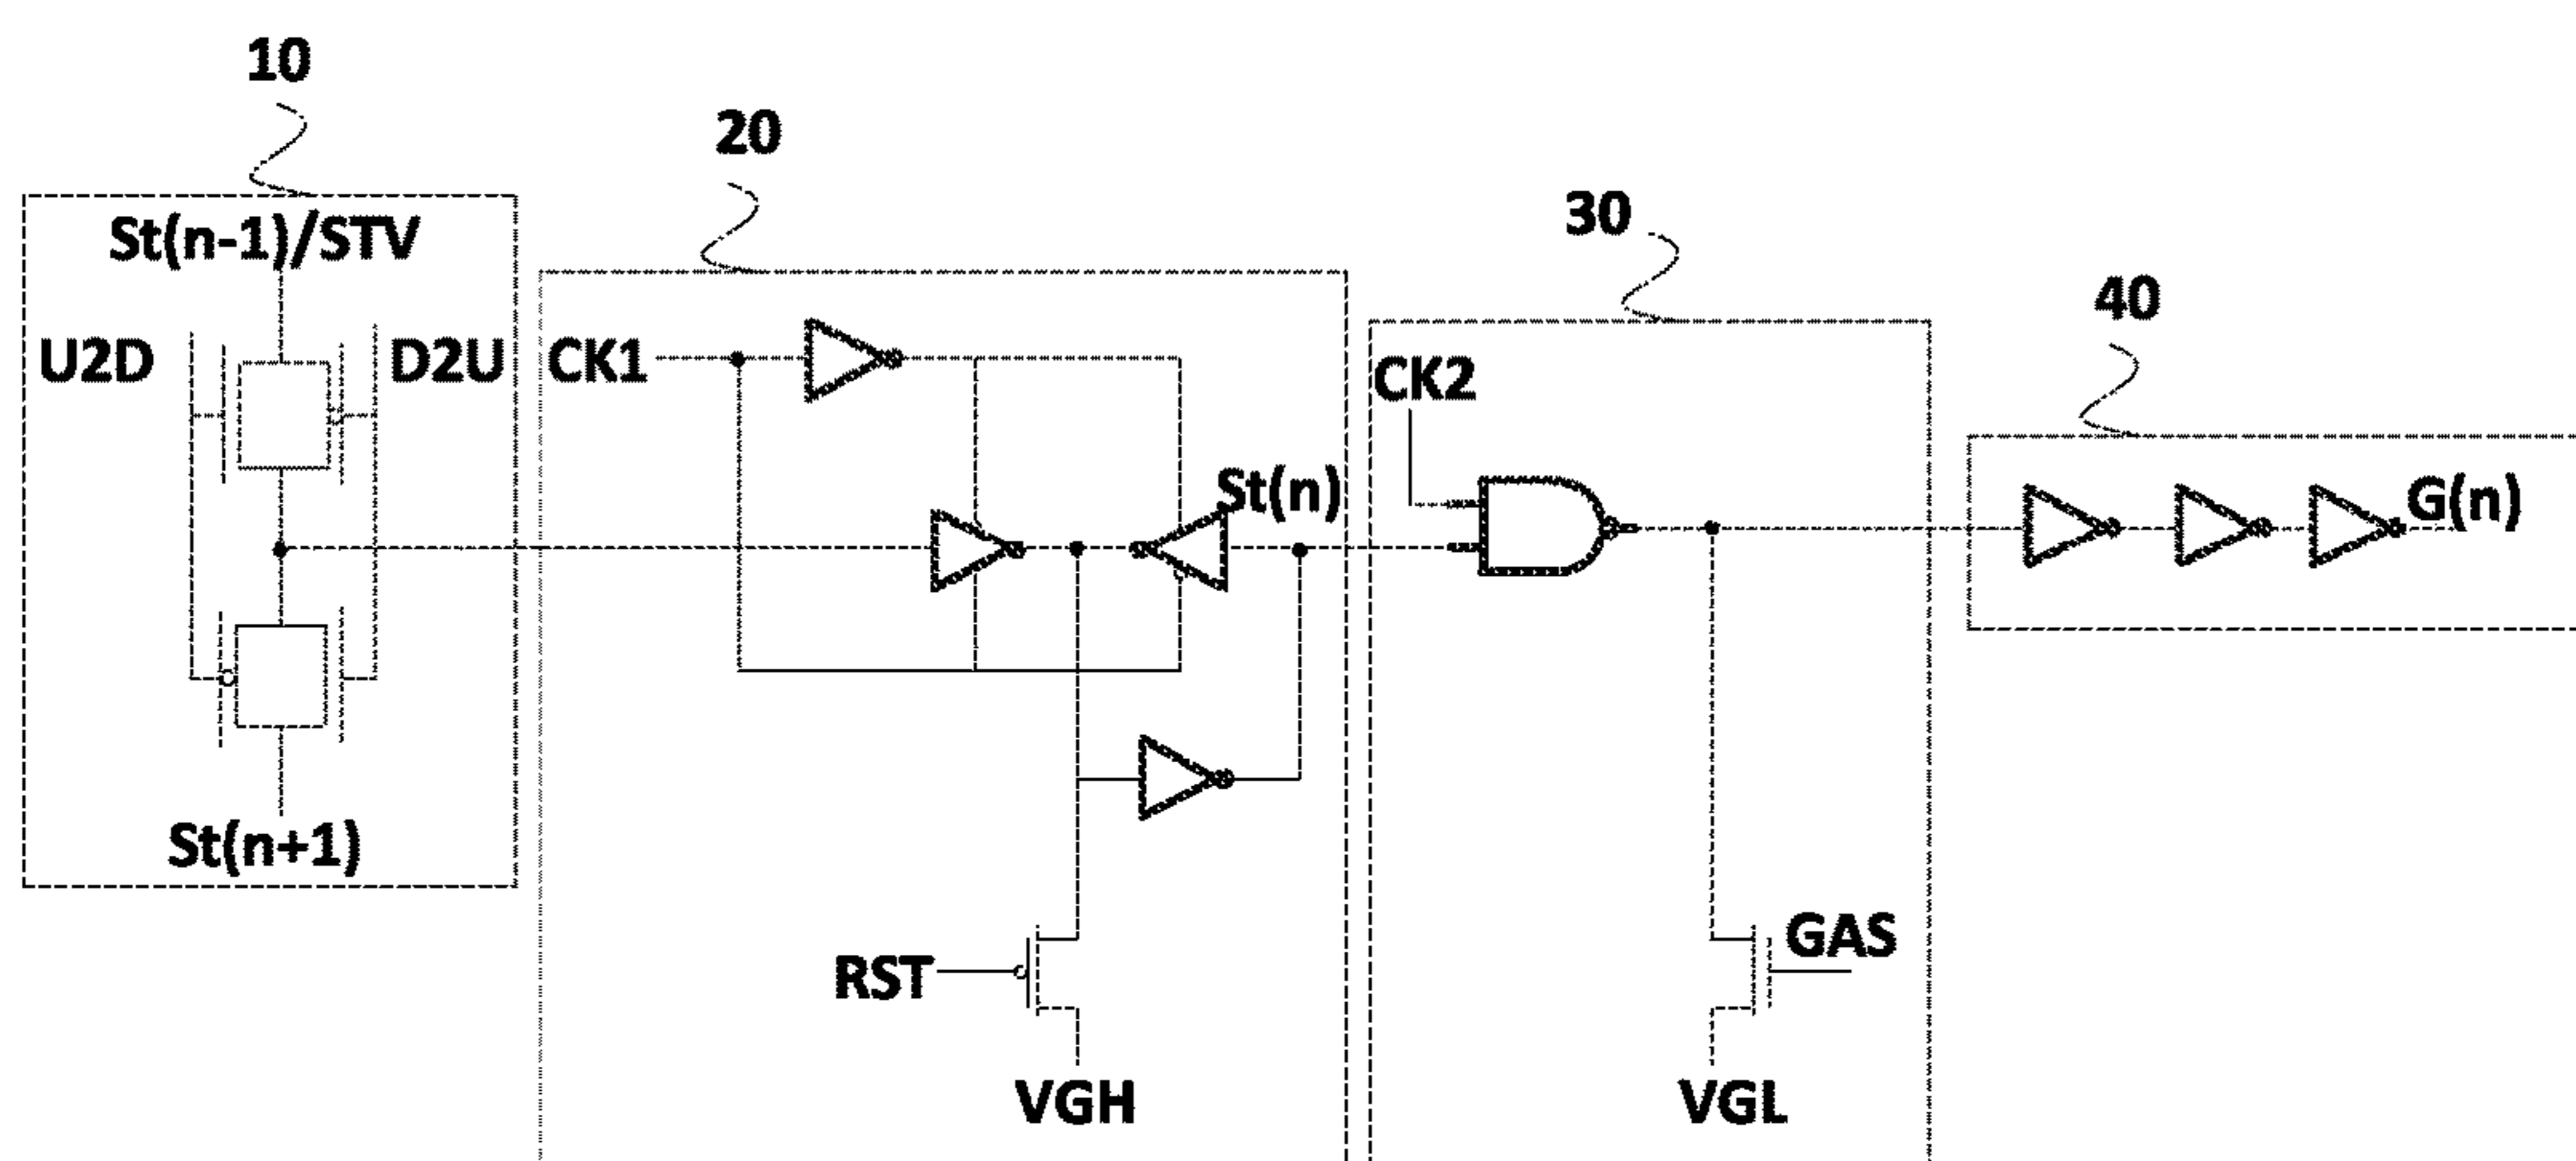 10
20
30
40
St(n-1)/STV
U2D
D2U
CK1
CK2
St(n)
G(n)
St(n+1)
RST
GAS
VGH
VGL